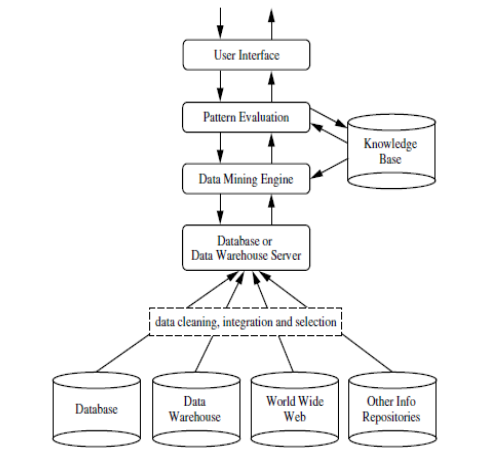 User Interface
Pattern Evaluation
Knowledge
Base
Data Mining Engine
Database or
Data Warehouse Server
data cleaning, integration and selection
Database
Data
Warehouse
World Wide
Web
Other Info
Repositories